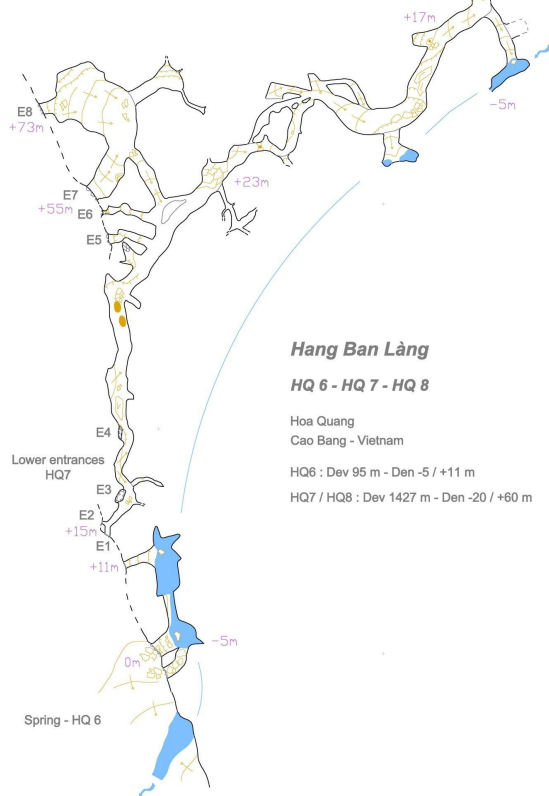 +17m
-5m
E8
+73m
E7
+55m
E6
E5
+23m
Hang Ban Làng
HQ 6 - HQ 7 - HQ 8
Hoa Quang
Cao Bang - Vietnam
HQ6 : Dev 95 m - Den -5 / +11 m
HQ7 / HQ8 : Dev 1427 m - Den -20 / +60 m
E4
Lower entrances
HQ7
E3
E2
+15m
E1
+11m
-5m
0m
Spring - HQ 6